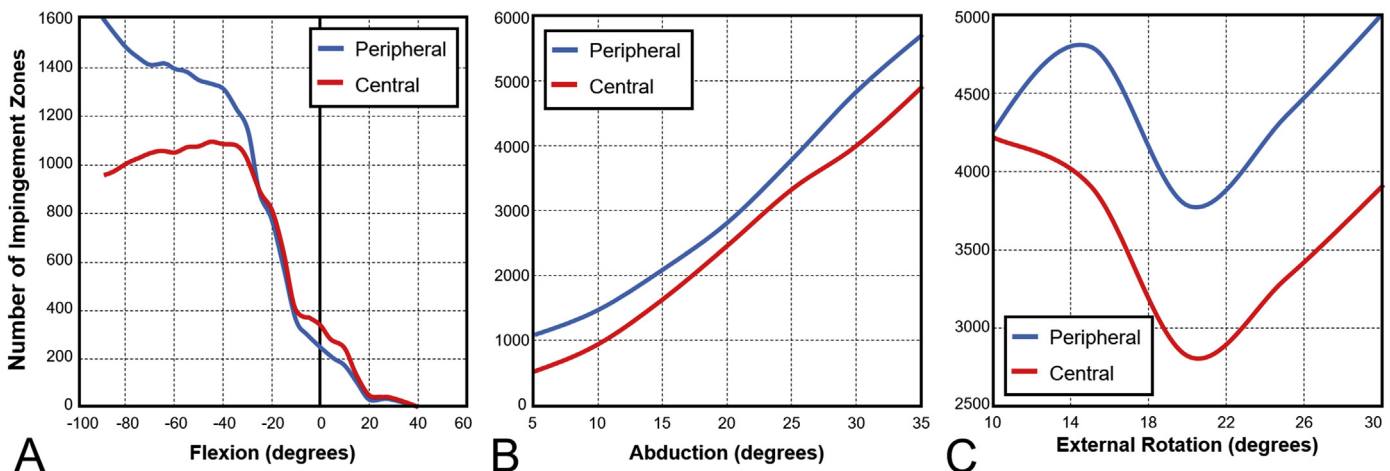 Number of Impingement Zones
1600
1400
1200
1000
800
600
400
200
0
-100 -80 -60 -40 -20 0 20 40 60
Peripheral
Central
A
Flexion (degrees)
6000
5000
4000
3000
2000
1000
0
5 10 15 20 25 30 35
Peripheral
Central
B
Abduction (degrees)
5000
4500
4000
3500
3000
2500
10 14 18 22 26 30
Peripheral
Central
C
External Rotation (degrees)